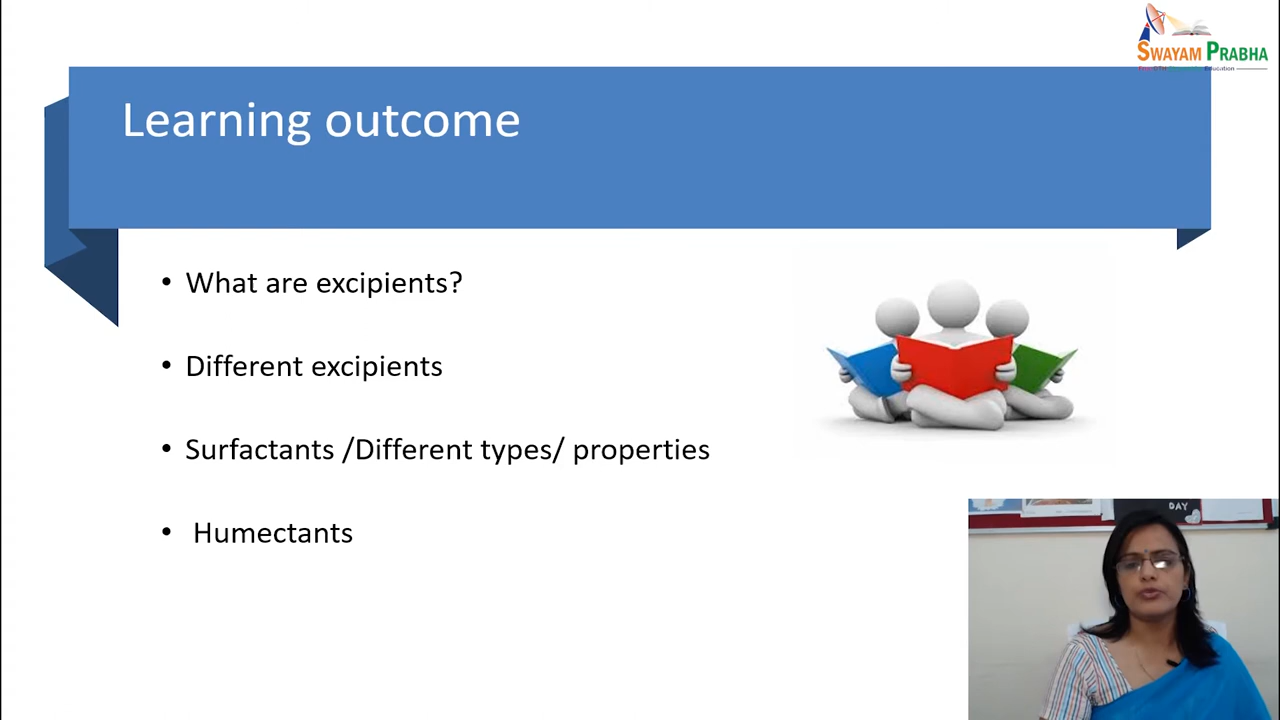 SWAYAM PRABHA
Learning outcome
• What are excipients?
• Different excipients
• Surfactants /Different types/ properties
• Humectants
DAY